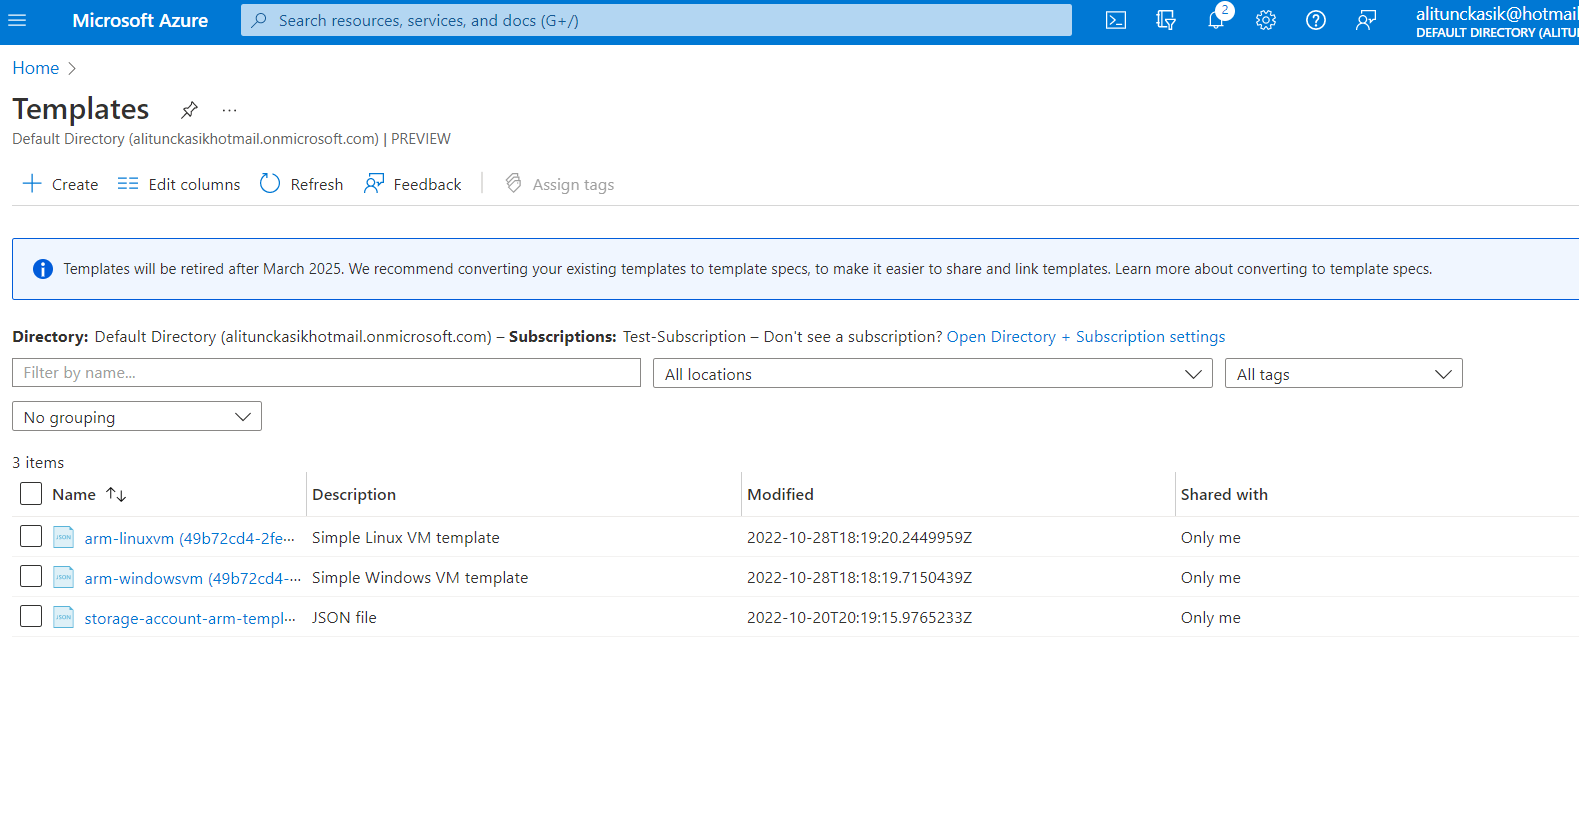 Microsoft Azure
Search resources, services, and docs (G+/)
2
alitunckasik@hotmail
DEFAULT DIRECTORY (ALITU
Home
Templates
Default Directory (alitunckasikhotmail.onmicrosoft.com) | PREVIEW
Create Edit columns Refresh Feedback Assign tags
Templates will be retired after March 2025. We recommend converting your existing templates to template specs, to make it easier to share and link templates. Learn more about converting to template specs.
Directory: Default Directory (alitunckasikhotmail.onmicrosoft.com) – Subscriptions: Test-Subscription – Don't see a subscription? Open Directory + Subscription settings
Filter by name... All locations All tags
No grouping
3 items
Name Description Modified Shared with
JSON arm-linuxvm (49b72cd4-2fe··· Simple Linux VM template 2022-10-28T18:19:20.2449959Z Only me
JSON arm-windowsvm (49b72cd4-··· Simple Windows VM template 2022-10-28T18:18:19.7150439Z Only me
JSON storage-account-arm-templ··· JSON file 2022-10-20T20:19:15.9765233Z Only me